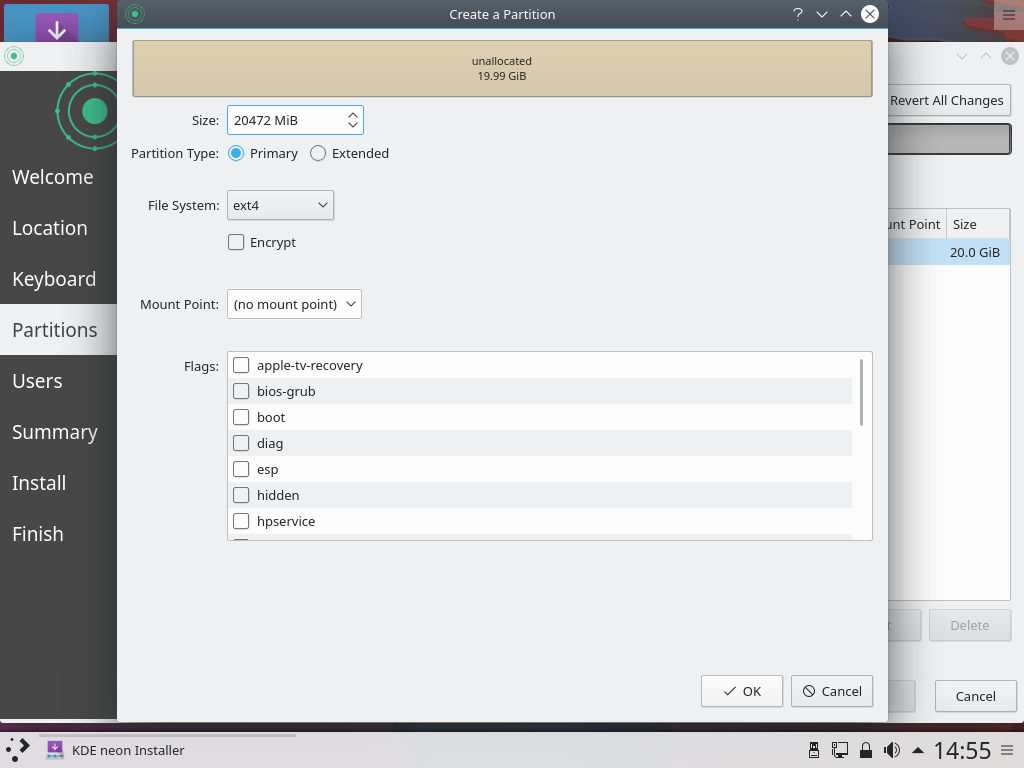 Create a Partition
unallocated
19.99 GiB
Size: 20472 MiB
Partition Type: Primary Extended
File System: ext4
Encrypt
Mount Point: (no mount point)
Flags: apple-tv-recovery
bios-grub
boot
diag
esp
hidden
hpservice
OK Cancel
Welcome
Location
Keyboard
Partitions
Users
Summary
Install
Finish
Revert All Changes
Point Size
20.0 GiB
Delete
Cancel
KDE neon Installer
14:55